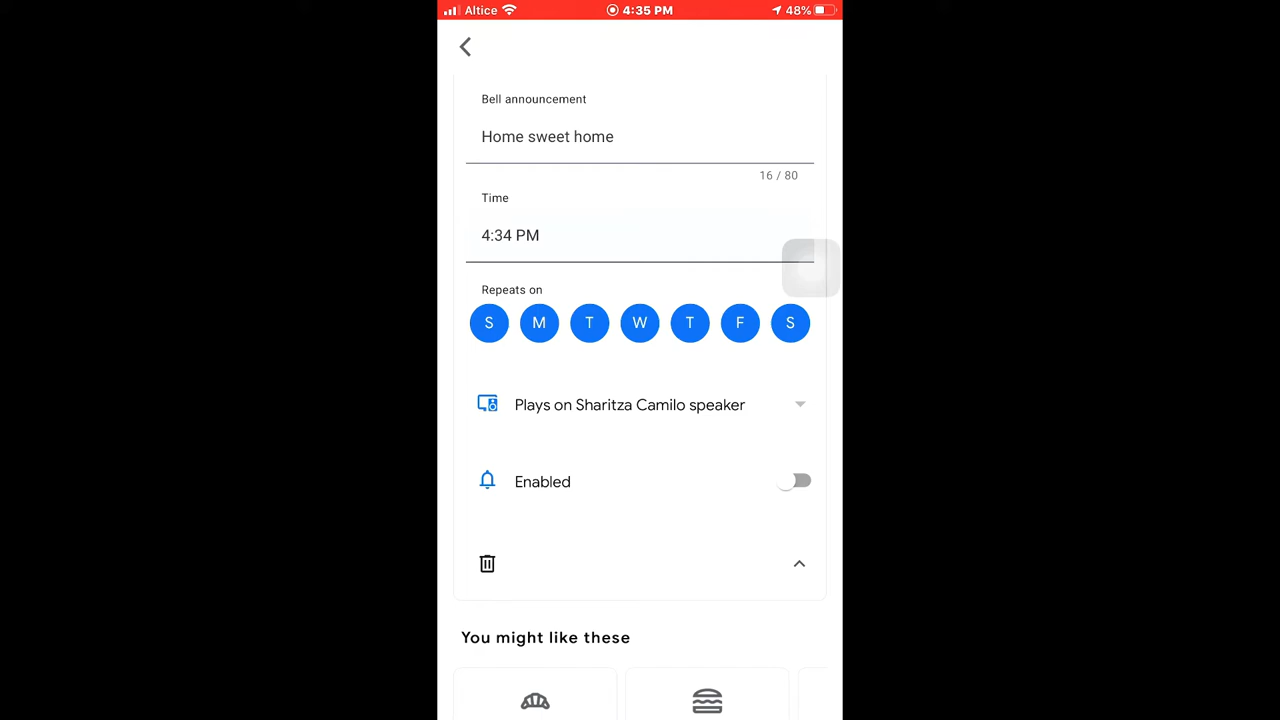 Altice 4:35 PM 48%
Bell announcement
Home sweet home
16 / 80
Time
4:34 PM
Repeats on
S M T W T F S
Plays on Sharitza Camilo speaker
Enabled
You might like these